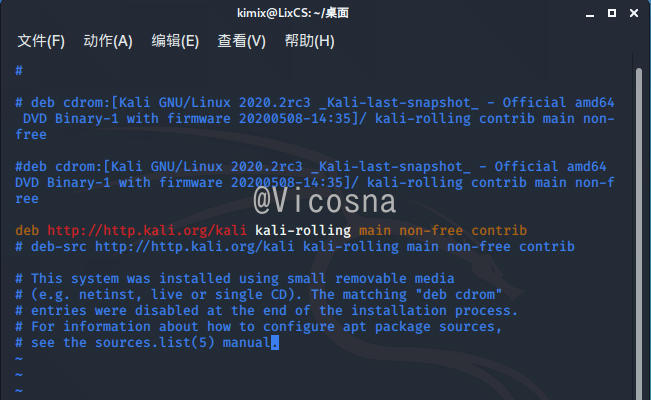 kimix@LixCS: ~/桌面
文件(F) 动作(A) 编辑(E) 查看(V) 帮助(H)
#
# deb cdrom:[Kali GNU/Linux 2020.2rc3 _Kali-last-snapshot_ - Official amd64
DVD Binary-1 with firmware 20200508-14:35]/ kali-rolling contrib main non-
free
#deb cdrom:[Kali GNU/Linux 2020.2rc3 _Kali-last-snapshot_ - Official amd64
DVD Binary-1 with firmware 20200508-14:35]/ kali-rolling contrib main non-f
ree
@Vicosna
deb http://http.kali.org/kali kali-rolling main non-free contrib
# deb-src http://http.kali.org/kali kali-rolling main non-free contrib
# This system was installed using small removable media
# (e.g. netinst, live or single CD). The matching "deb cdrom"
# entries were disabled at the end of the installation process.
# For information about how to configure apt package sources,
# see the sources.list(5) manual.
~
~
~